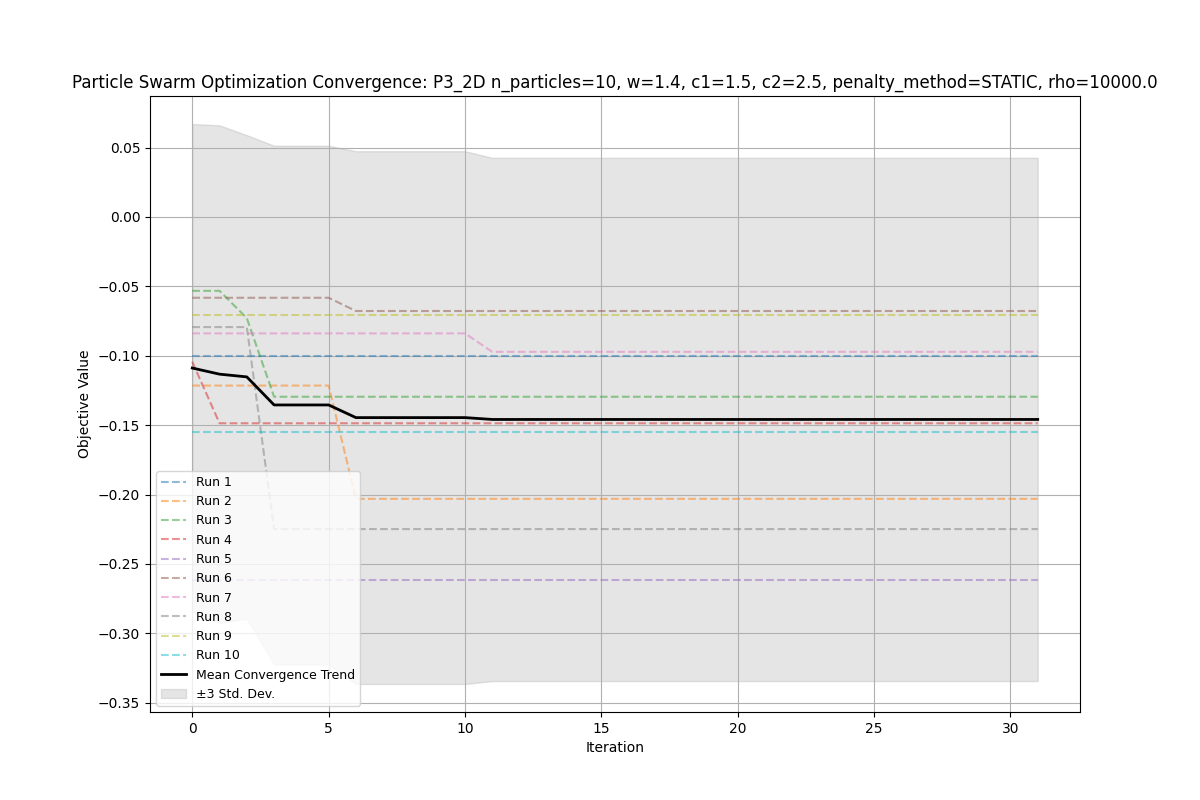 Particle Swarm Optimization Convergence: P3_2D n_particles=10, w=1.4, c1=1.5, c2=2.5, penalty_method=STATIC, rho=10000.0
Objective Value
0.05
0.00
−0.05
−0.10
−0.15
−0.20
−0.25
−0.30
−0.35
Run 1
Run 2
Run 3
Run 4
Run 5
Run 6
Run 7
Run 8
Run 9
Run 10
Mean Convergence Trend
±3 Std. Dev.
0 5 10 15 20 25 30
Iteration